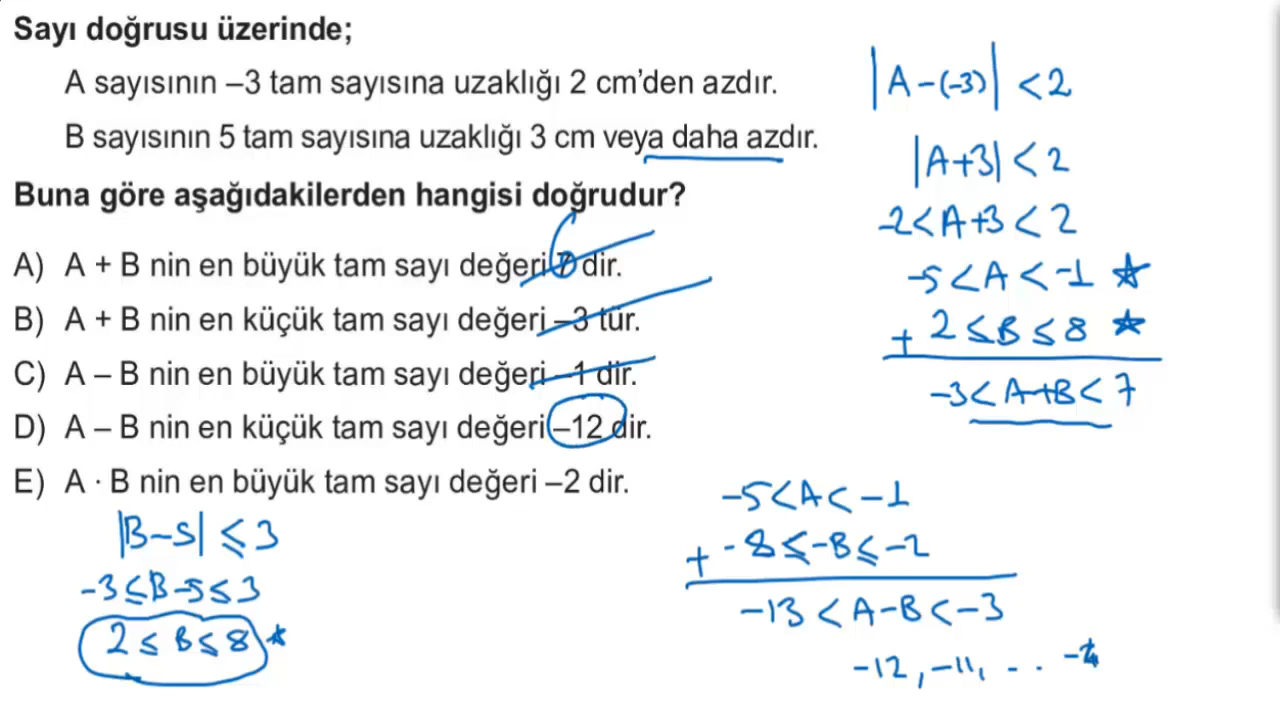 Sayı doğrusu üzerinde;
A sayısının –3 tam sayısına uzaklığı 2 cm'den azdır.
B sayısının 5 tam sayısına uzaklığı 3 cm veya daha azdır.
Buna göre aşağıdakilerden hangisi doğrudur?
A) A + B nin en büyük tam sayı değeri 7 dir.
B) A + B nin en küçük tam sayı değeri –3 tür.
C) A – B nin en büyük tam sayı değeri –1 dir.
D) A – B nin en küçük tam sayı değeri –12 dir.
E) A · B nin en büyük tam sayı değeri –2 dir.
|B-5| ≤ 3
-3 ≤ B-5 ≤ 3
2 ≤ B ≤ 8 *
|A-(-3)| < 2
|A+3| < 2
-2 < A+3 < 2
-5 < A < -1 ★
+ 2 ≤ B ≤ 8 ★
-3 < A+B < 7
-5 < A < -1
+ -8 ≤ -B ≤ -2
-13 < A-B < -3
-12, -11, .. -4